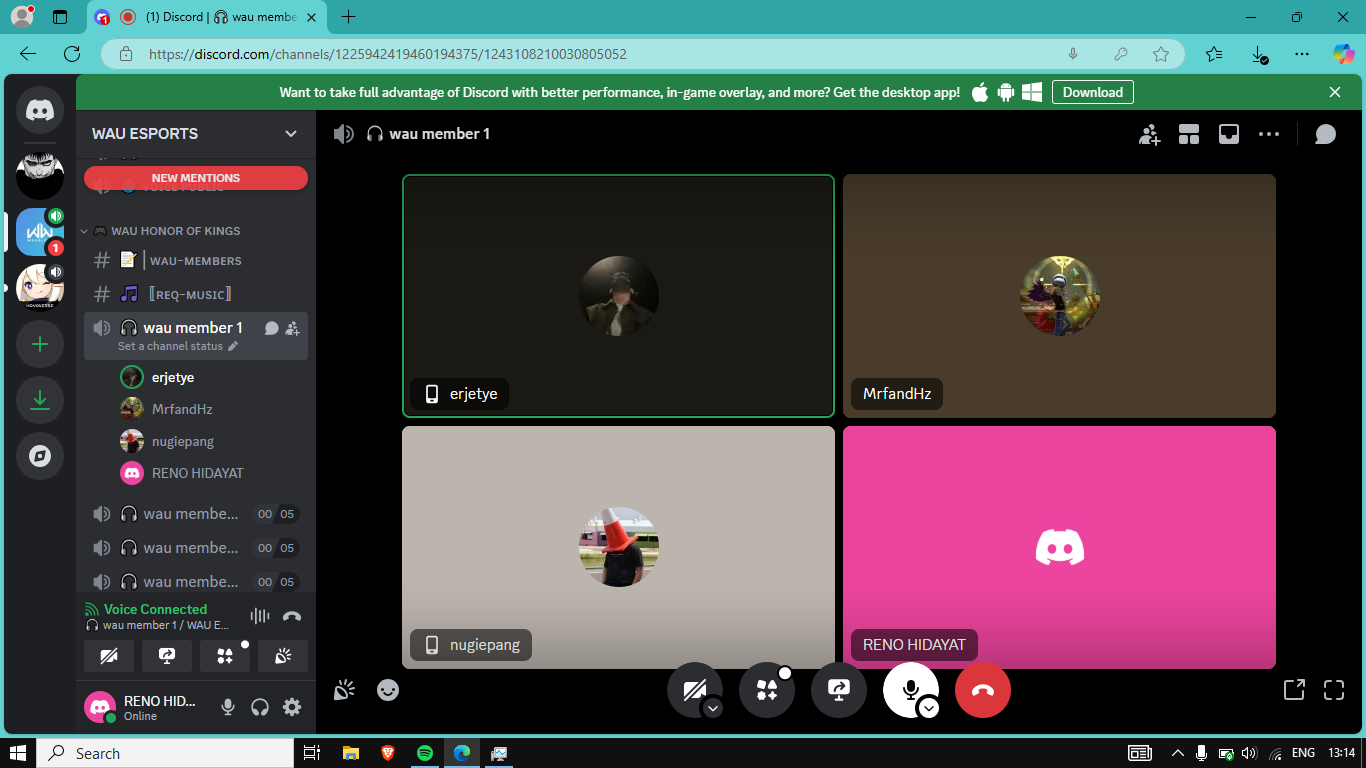 (1) Discord | wau membe
https://discord.com/channels/1225942419460194375/1243108210030805052
Want to take full advantage of Discord with better performance, in-game overlay, and more? Get the desktop app!
Download
WAU ESPORTS
wau member 1
NEW MENTIONS
VOICE PUBLIC
1
WAU HONOR OF KINGS
WAU-MEMBERS
〚REQ-MUSIC〛
wau member 1
Set a channel status
erjetye
MrfandHz
nugiepang
RENO HIDAYAT
wau membe... 00 05
wau membe... 00 05
wau membe... 00 05
erjetye
MrfandHz
nugiepang
RENO HIDAYAT
Voice Connected
wau member 1 / WAU E...
RENO HID...
Online
Search
ENG
13:14